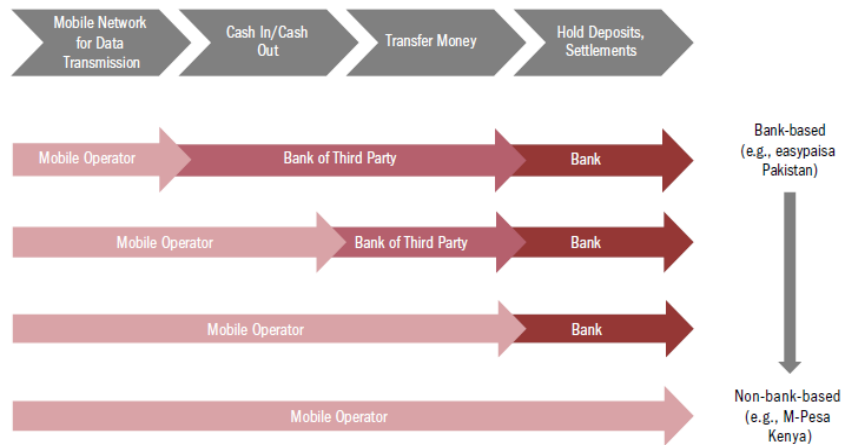 Mobile Network
for Data
Transmission
Cash In/Cash
Out
Transfer Money
Hold Deposits,
Settlements
Mobile Operator
Bank of Third Party
Bank
Bank-based
(e.g., easypaisa
Pakistan)
Mobile Operator
Bank of Third Party
Bank
Mobile Operator
Bank
Mobile Operator
Non-bank-based
(e.g., M-Pesa
Kenya)